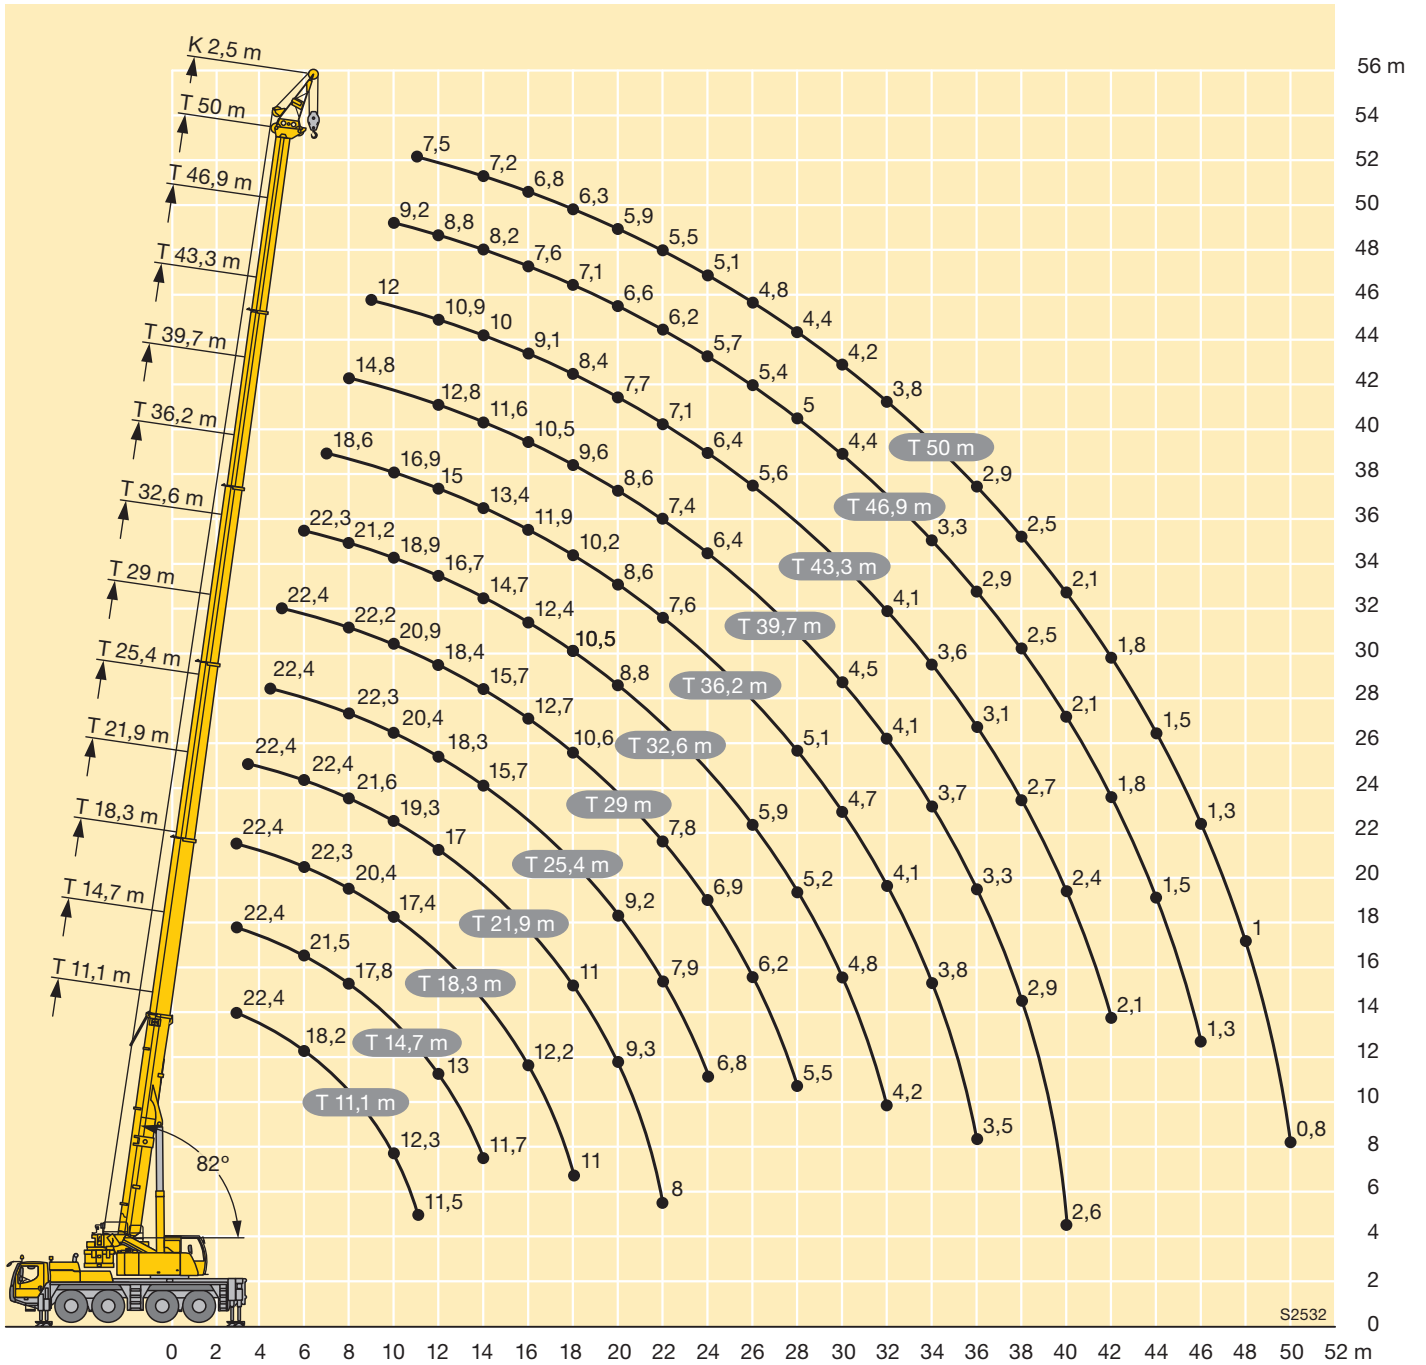 K 2,5 m
T 50 m
T 46,9 m
T 43,3 m
T 39,7 m
T 36,2 m
T 32,6 m
T 29 m
T 25,4 m
T 21,9 m
T 18,3 m
T 14,7 m
T 11,1 m
82°
7,5 7,2 6,8 6,3 5,9 5,5 5,1 4,8 4,4 4,2 3,8 T 50 m 2,9 2,5 2,1 1,8 1,5 1,3 1 0,8
9,2 8,8 8,2 7,6 7,1 6,6 6,2 5,7 5,4 5 4,4 T 46,9 m 3,3 2,9 2,5 2,1 1,8 1,5 1,3
12 10,9 10 9,1 8,4 7,7 7,1 6,4 5,6 T 43,3 m 4,1 3,6 3,1 2,7 2,4 2,1
14,8 12,8 11,6 10,5 9,6 8,6 7,4 6,4 T 39,7 m 4,5 4,1 3,7 3,3 2,9 2,6
18,6 16,9 15 13,4 11,9 10,2 8,6 7,6 T 36,2 m 5,1 4,7 4,1 3,8 3,5
22,3 21,2 18,9 16,7 14,7 12,4 10,5 8,8 T 32,6 m 5,9 5,2 4,8 4,2
22,4 22,2 20,9 18,4 15,7 12,7 10,6 T 29 m 7,8 6,9 6,2 5,5
22,4 22,3 20,4 18,3 15,7 T 25,4 m 9,2 7,9 6,8
22,4 22,4 21,6 19,3 17 T 21,9 m 11 9,3 8
22,4 22,3 20,4 17,4 T 18,3 m 12,2 11
22,4 21,5 17,8 T 14,7 m 13 11,7
22,4 18,2 T 11,1 m 12,3 11,5
56 m
54
52
50
48
46
44
42
40
38
36
34
32
30
28
26
24
22
20
18
16
14
12
10
8
6
4
2
0
S2532
0 2 4 6 8 10 12 14 16 18 20 22 24 26 28 30 32 34 36 38 40 42 44 46 48 50 52 m